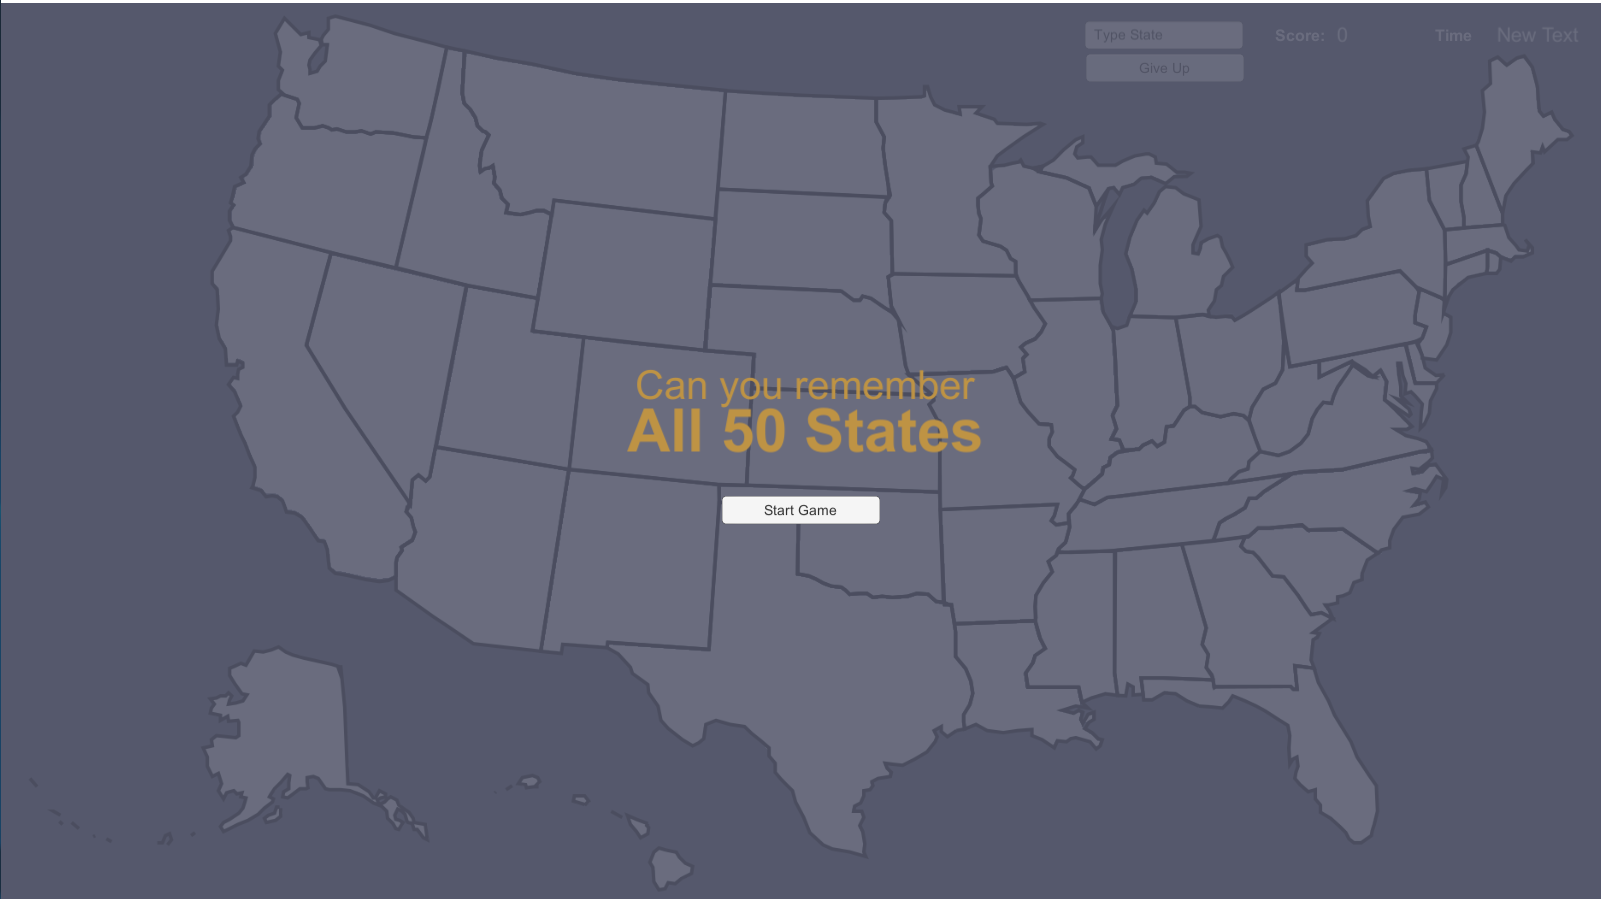 Type State
Score: 0
Time New Text
Give Up
Can you remember
All 50 States
Start Game